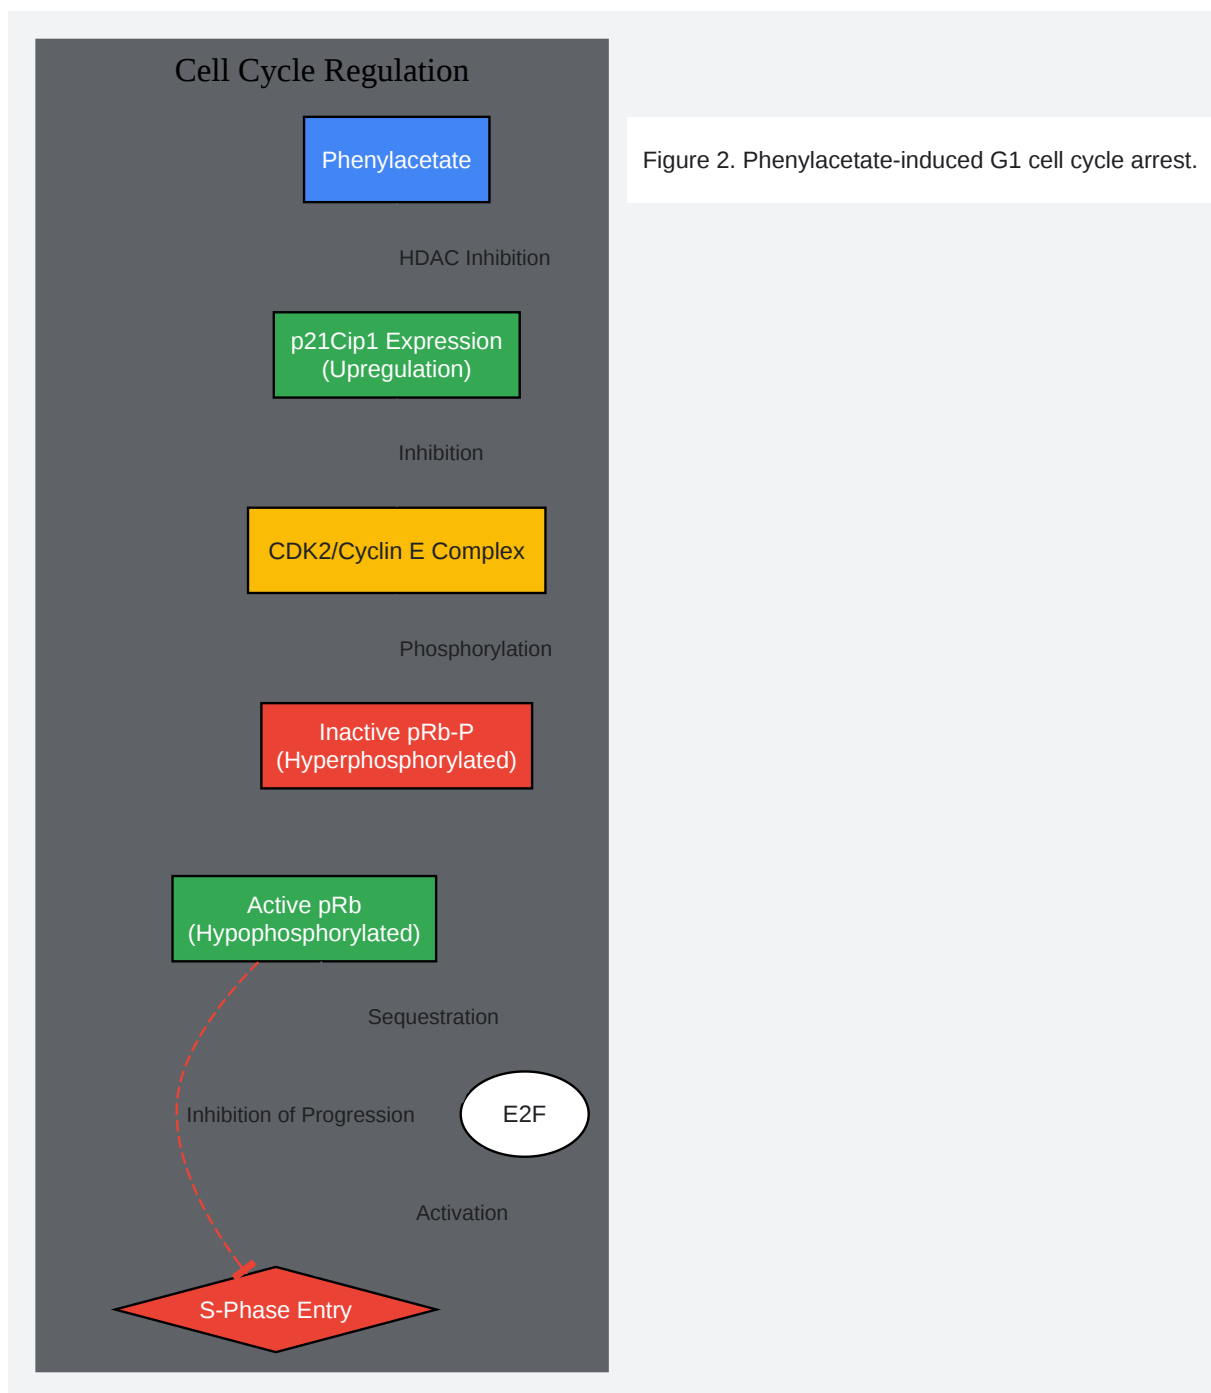 Cell Cycle Regulation
Phenylacetate
Figure 2. Phenylacetate-induced G1 cell cycle arrest.
HDAC Inhibition
p21Cip1 Expression
(Upregulation)
Inhibition
CDK2/Cyclin E Complex
Phosphorylation
Inactive pRb-P
(Hyperphosphorylated)
Active pRb
(Hypophosphorylated)
Sequestration
Inhibition of Progression
E2F
Activation
S-Phase Entry